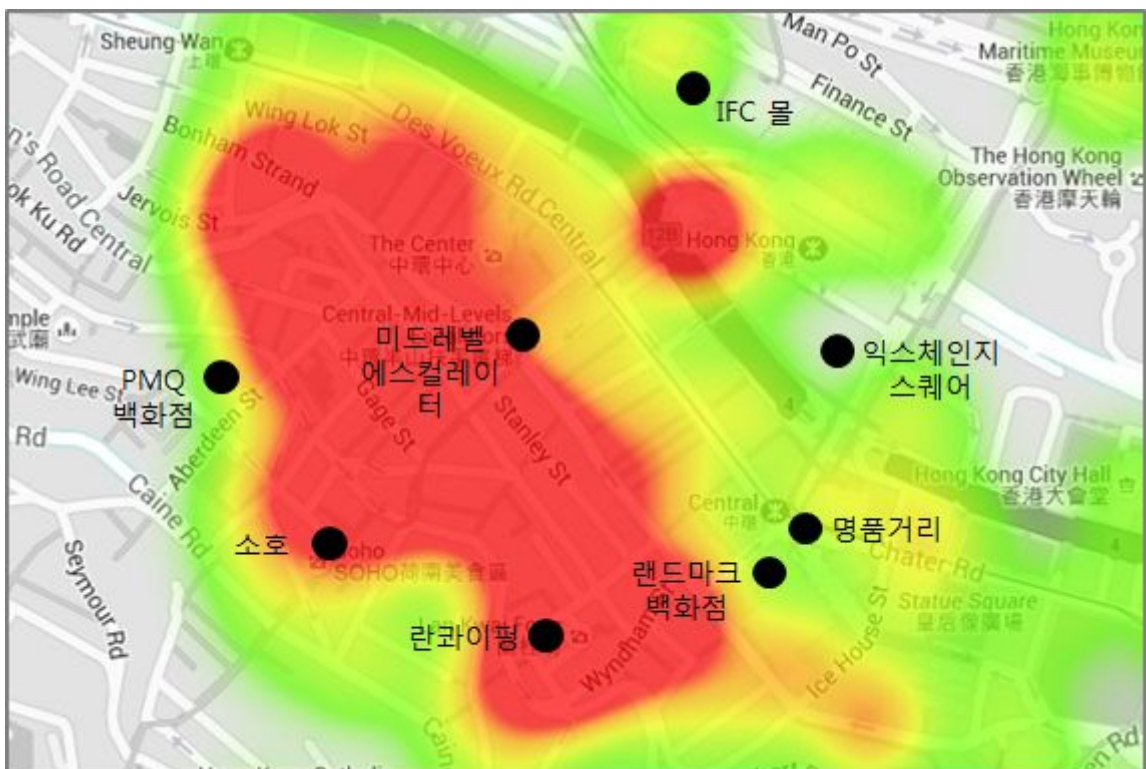 Sheung Wan
上環
Man Po St
Hong Kong
Maritime Museum
香港海事博物館
IFC 몰
Finance St
Wing Lok St
Des Voeux Rd Central
Bonham Strand
The Hong Kong
Observation Wheel
香港摩天輪
Jervois St
Queen's Road Central
The Center
中環中心
Hong Kong
香港
Central-Mid-Levels
미드레벨
에스컬레이
터
익스체인지
스퀘어
PMQ
백화점
Wing Lee St
Gage St
Stanley St
Aberdeen St
Rd
Caine Rd
4
Hong Kong City Hall
香港大會堂
Central
中環
명품거리
Chater Rd
4
소호
Soho
SOHO荷南美食區
랜드마크
백화점
Statue Square
皇后像廣場
Seymour Rd
란콰이펑
Wyndham St
Ice House St